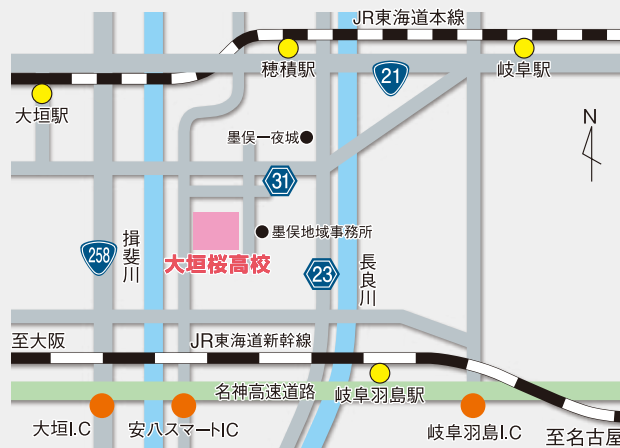 JR東海道本線
穂積駅
21
岐阜駅
大垣駅
N
墨俣一夜城
31
墨俣地域事務所
258
揖斐川
大垣桜高校
23
長良川
至大阪
JR東海道新幹線
名神高速道路
岐阜羽島駅
大垣I.C
安八スマートIC
岐阜羽島I.C
至名古屋